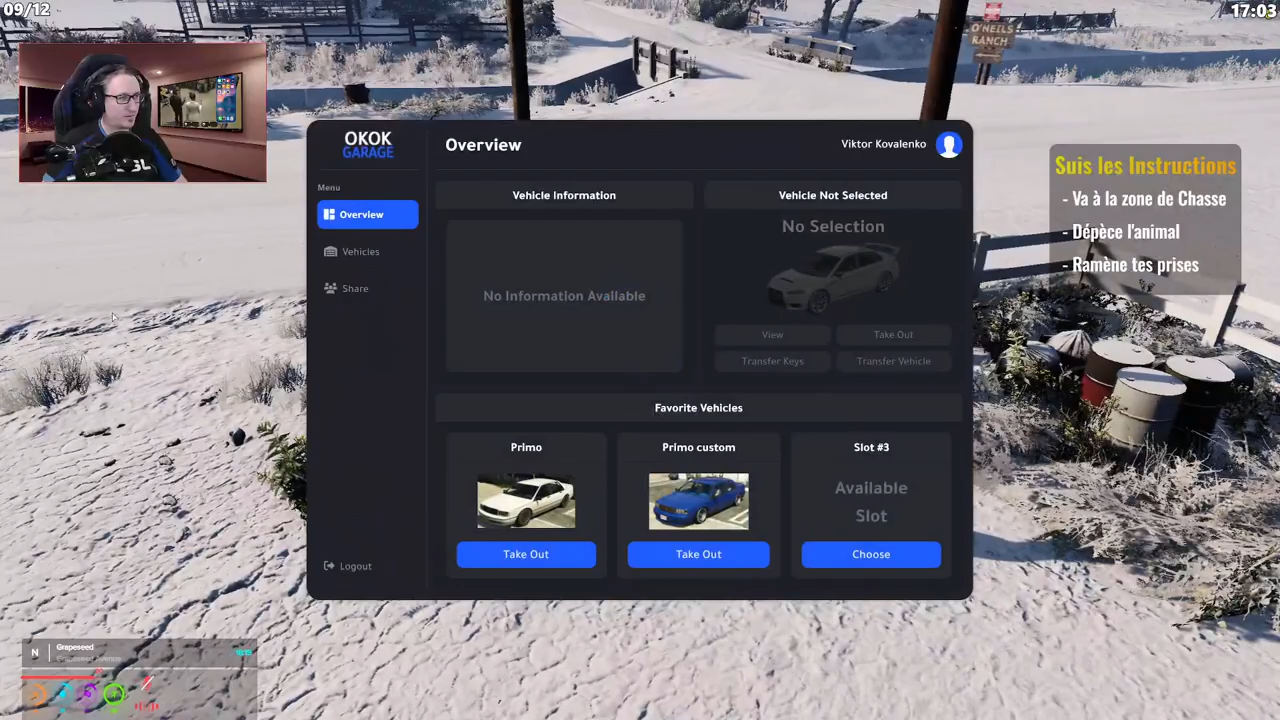 09/12
17:03
O'NEILS
RANCH
OKOK
GARAGE
Overview
Viktor Kovalenko
Menu
Overview
Vehicles
Share
Logout
Vehicle Information
No Information Available
Vehicle Not Selected
No Selection
View
Take Out
Transfer Keys
Transfer Vehicle
Favorite Vehicles
Primo
Take Out
Primo custom
Take Out
Slot #3
Available
Slot
Choose
Suis les Instructions
- Va à la zone de Chasse
- Dépèce l'animal
- Ramène tes prises
N
Grapeseed
Grapeseed Avenue